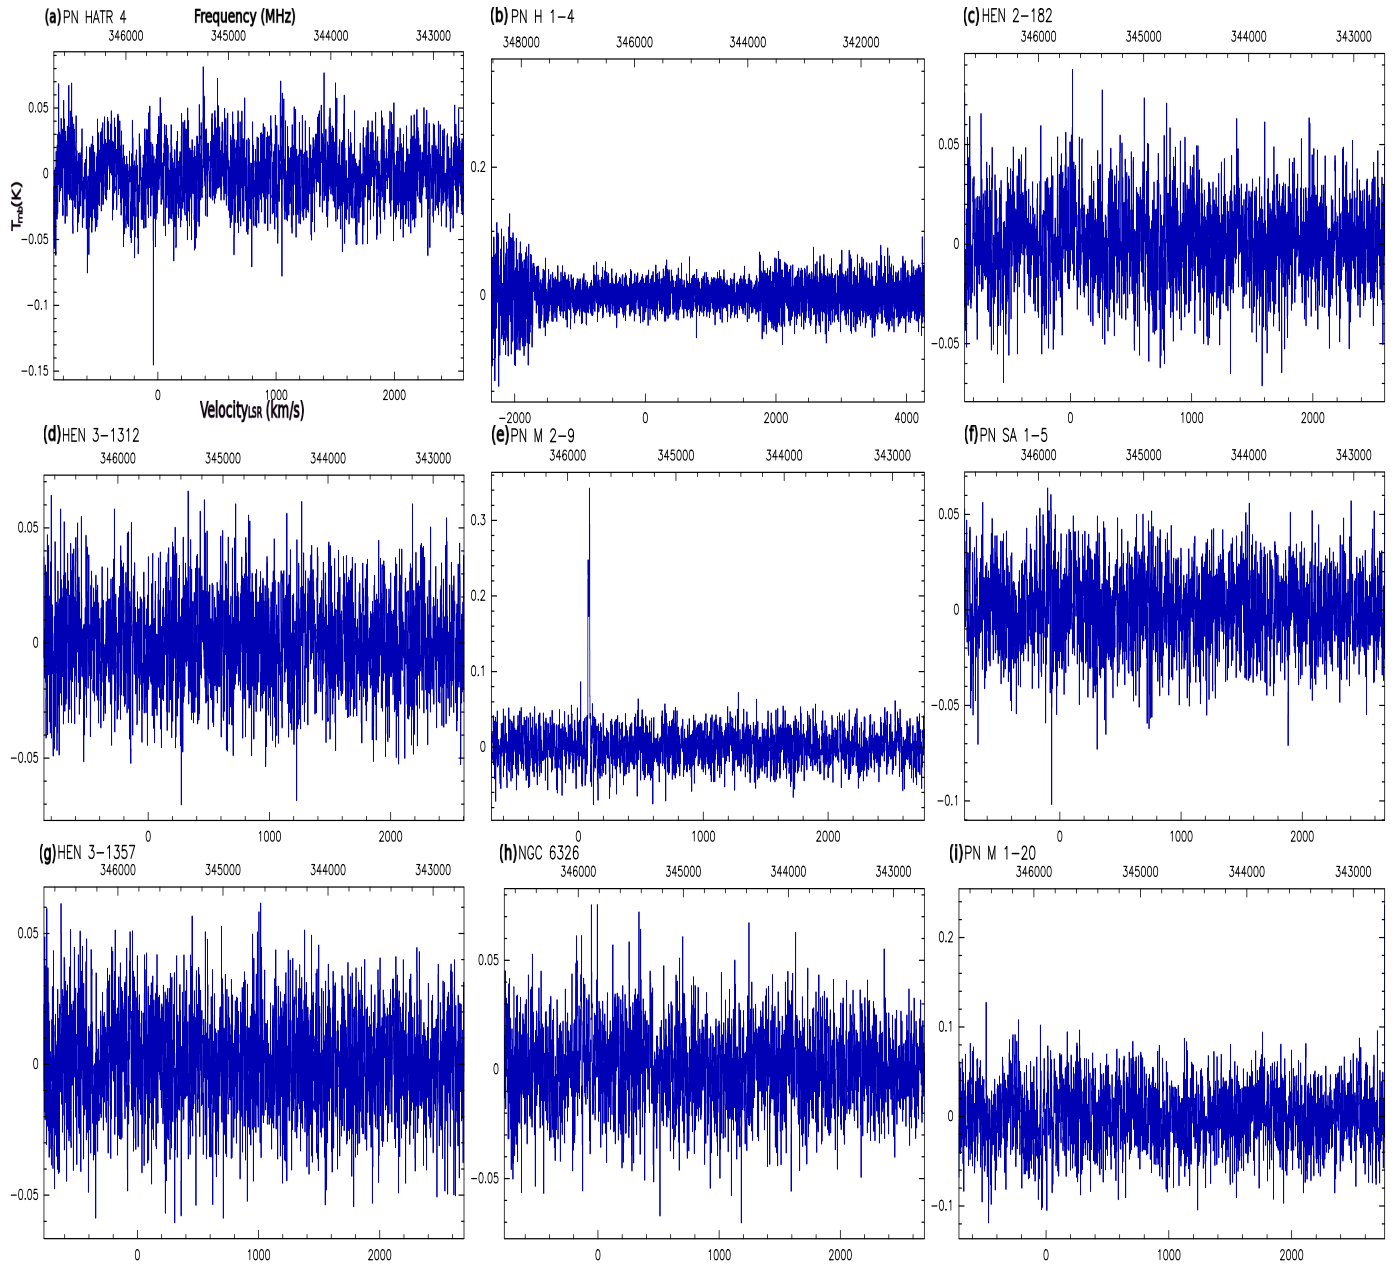 (a) PN HATR 4 Frequency (MHz)
346000 345000 344000 343000
0.05
0
−0.05
−0.1
−0.15
Tmb(K)
0 1000 2000
VelocityLSR (km/s)
(b) PN H 1−4
348000 346000 344000 342000
0.2
0
−2000 0 2000 4000
(c) HEN 2−182
346000 345000 344000 343000
0.05
0
−0.05
0 1000 2000
(d) HEN 3−1312
346000 345000 344000 343000
0.05
0
−0.05
0 1000 2000
(e) PN M 2−9
346000 345000 344000 343000
0.3
0.2
0.1
0
0 1000 2000
(f) PN SA 1−5
346000 345000 344000 343000
0.05
0
−0.05
−0.1
0 1000 2000
(g) HEN 3−1357
346000 345000 344000 343000
0.05
0
−0.05
0 1000 2000
(h) NGC 6326
346000 345000 344000 343000
0.05
0
−0.05
0 1000 2000
(i) PN M 1−20
346000 345000 344000 343000
0.2
0.1
0
−0.1
0 1000 2000